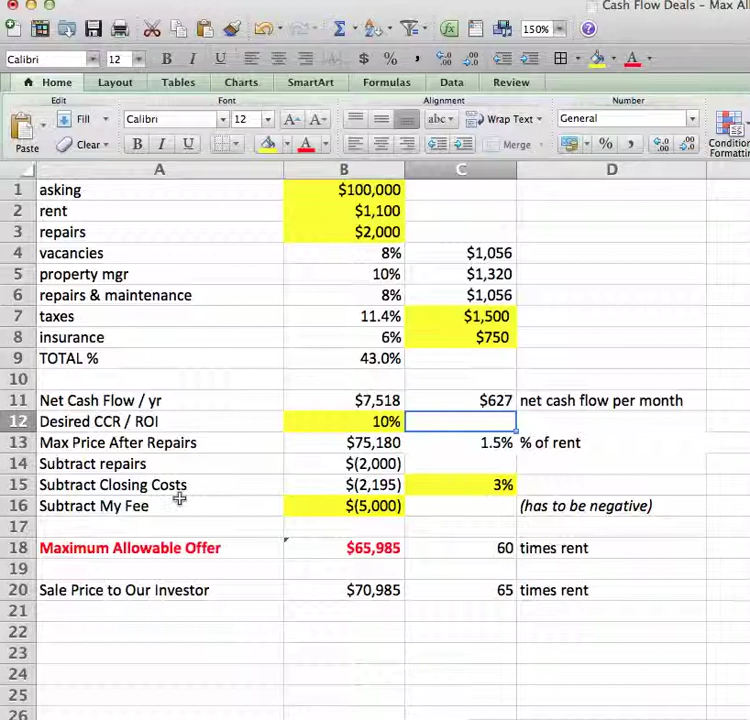 Cash Flow Deals - Max All
150%
Calibri 12 B I U $ %
Home Layout Tables Charts SmartArt Formulas Data Review
Edit Font Alignment Number
Fill Calibri 12 A A abc Wrap Text General
Paste Clear B I U A Merge % Condition
Formattin
A B C D
1 asking $100,000
2 rent $1,100
3 repairs $2,000
4 vacancies 8% $1,056
5 property mgr 10% $1,320
6 repairs & maintenance 8% $1,056
7 taxes 11.4% $1,500
8 insurance 6% $750
9 TOTAL % 43.0%
10
11 Net Cash Flow / yr $7,518 $627 net cash flow per month
12 Desired CCR / ROI 10%
13 Max Price After Repairs $75,180 1.5% % of rent
14 Subtract repairs $(2,000)
15 Subtract Closing Costs $(2,195) 3%
16 Subtract My Fee $(5,000) (has to be negative)
17
18 Maximum Allowable Offer $65,985 60 times rent
19
20 Sale Price to Our Investor $70,985 65 times rent
21
22
23
24
25
26